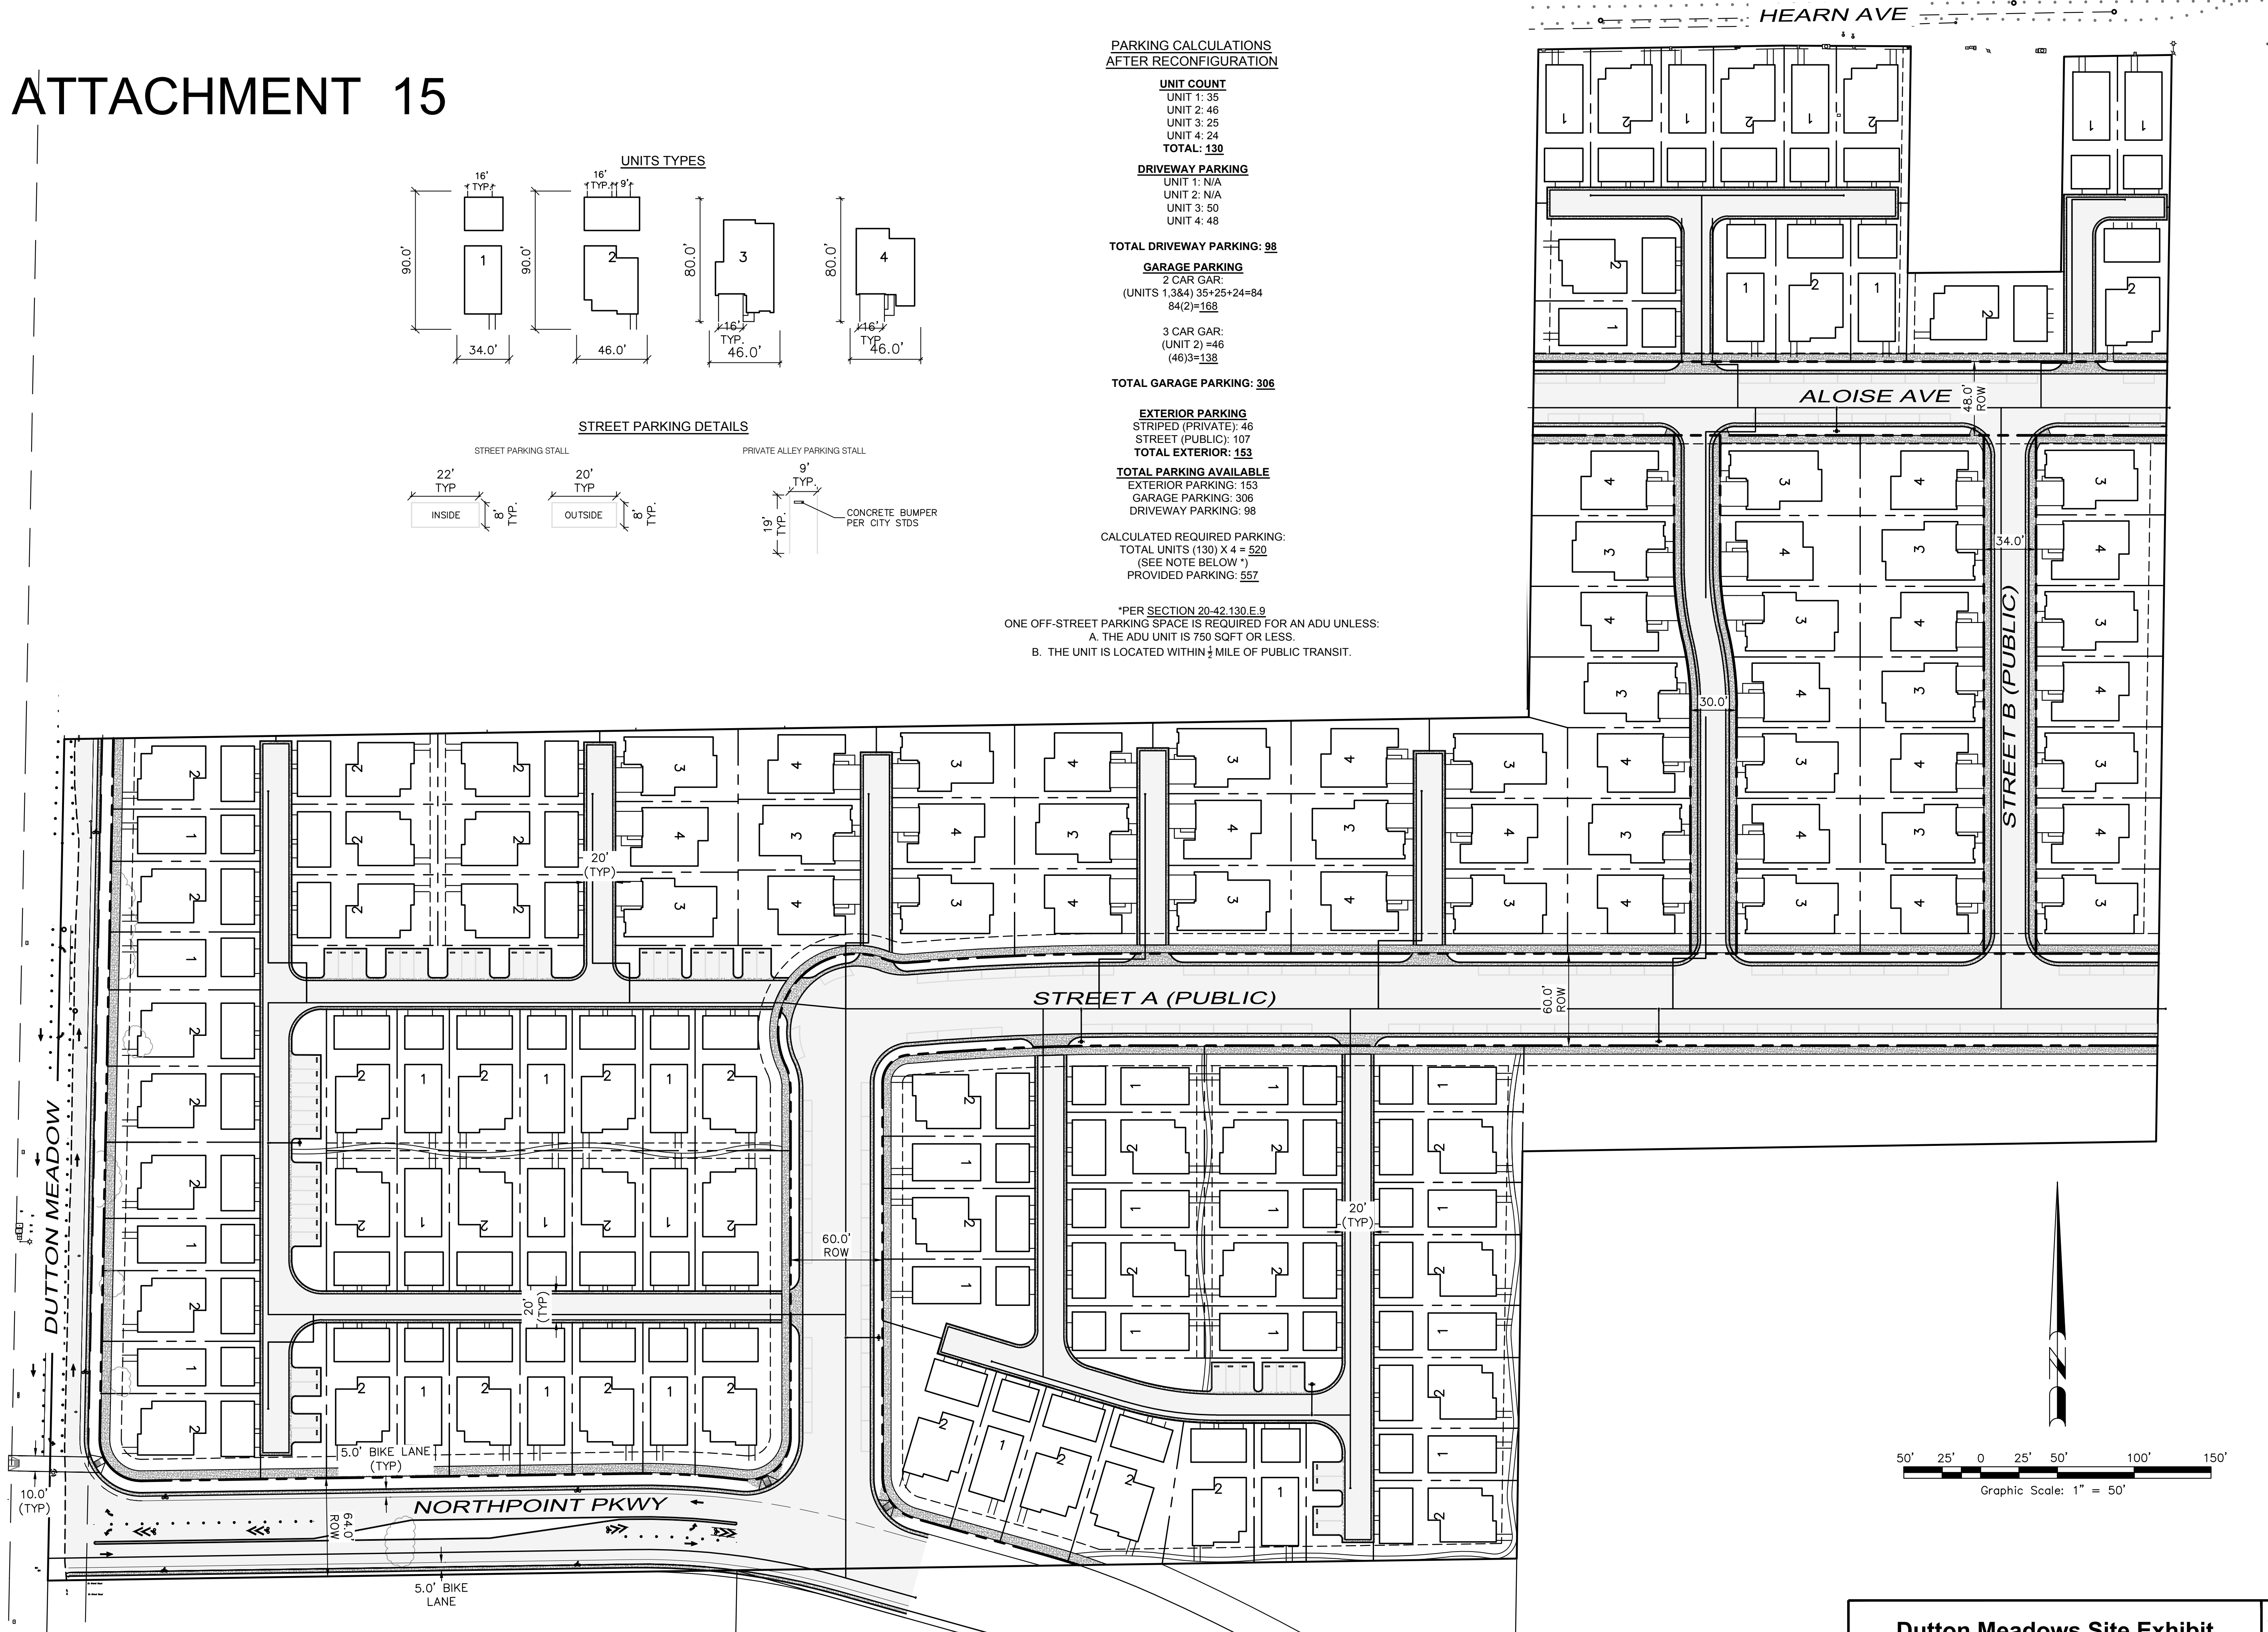 HEARN AVE
ATTACHMENT 15
PARKING CALCULATIONS
AFTER RECONFIGURATION
UNIT COUNT
UNIT 1: 35
UNIT 2: 46
UNIT 3: 25
UNIT 4: 24
TOTAL: 130
DRIVEWAY PARKING
UNIT 1: N/A
UNIT 2: N/A
UNIT 3: 50
UNIT 4: 48
TOTAL DRIVEWAY PARKING: 98
GARAGE PARKING
2 CAR GAR:
(UNITS 1,3&4) 35+25+24=84
84(2)=168
3 CAR GAR:
(UNIT 2) =46
(46)3=138
TOTAL GARAGE PARKING: 306
EXTERIOR PARKING
STRIPED (PRIVATE): 46
STREET (PUBLIC): 107
TOTAL EXTERIOR: 153
TOTAL PARKING AVAILABLE
EXTERIOR PARKING: 153
GARAGE PARKING: 306
DRIVEWAY PARKING: 98
CALCULATED REQUIRED PARKING:
TOTAL UNITS (130) X 4 = 520
(SEE NOTE BELOW *)
PROVIDED PARKING: 557
*PER SECTION 20-42.130.E.9
ONE OFF-STREET PARKING SPACE IS REQUIRED FOR AN ADU UNLESS:
A. THE ADU UNIT IS 750 SQFT OR LESS.
B. THE UNIT IS LOCATED WITHIN ½ MILE OF PUBLIC TRANSIT.
UNITS TYPES
16'
TYP.
16'
TYP.
9'
90.0'
1
90.0'
2
80.0'
3
80.0'
4
16'
TYP.
16'
TYP.
34.0'
46.0'
46.0'
46.0'
STREET PARKING DETAILS
STREET PARKING STALL
PRIVATE ALLEY PARKING STALL
22'
TYP
20'
TYP
9'
TYP.
INSIDE
8'
TYP.
OUTSIDE
8'
TYP.
19'
TYP.
CONCRETE BUMPER
PER CITY STDS
ALOISE AVE
48.0'
ROW
34.0'
STREET B (PUBLIC)
30.0'
20'
(TYP)
STREET A (PUBLIC)
60.0'
ROW
DUTTON MEADOW
60.0'
ROW
20'
(TYP)
20'
(TYP)
5.0' BIKE LANE
(TYP)
10.0'
(TYP)
NORTHPOINT PKWY
64.0'
ROW
5.0' BIKE
LANE
50' 25' 0 25' 50' 100' 150'
Graphic Scale: 1" = 50'
Dutton Meadows Site Exhibit